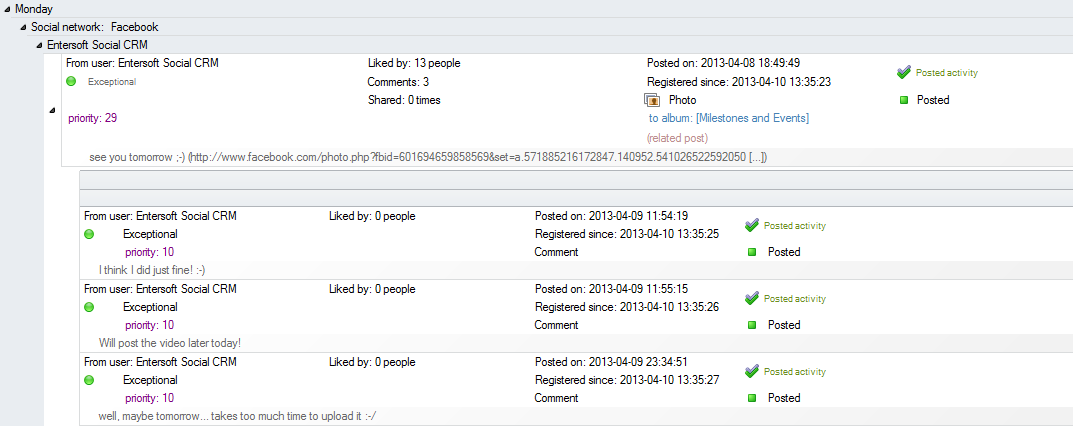 Monday
Social network: Facebook
Entersoft Social CRM
From user: Entersoft Social CRM Liked by: 13 people Posted on: 2013-04-08 18:49:49
Exceptional Comments: 3 Registered since: 2013-04-10 13:35:23 Posted activity
Shared: 0 times Photo Posted
priority: 29 to album: [Milestones and Events]
(related post)
see you tomorrow ;-) (http://www.facebook.com/photo.php?fbid=601694659858569&set=a.571885216172847.140952.541026522592050 [...])
From user: Entersoft Social CRM Liked by: 0 people Posted on: 2013-04-09 11:54:19
Posted activity
Exceptional Registered since: 2013-04-10 13:35:25
priority: 10 Comment Posted
I think I did just fine! :-)
From user: Entersoft Social CRM Liked by: 0 people Posted on: 2013-04-09 11:55:15
Posted activity
Exceptional Registered since: 2013-04-10 13:35:26
priority: 10 Comment Posted
Will post the video later today!
From user: Entersoft Social CRM Liked by: 0 people Posted on: 2013-04-09 23:34:51
Posted activity
Exceptional Registered since: 2013-04-10 13:35:27
priority: 10 Comment Posted
well, maybe tomorrow... takes too much time to upload it :-/